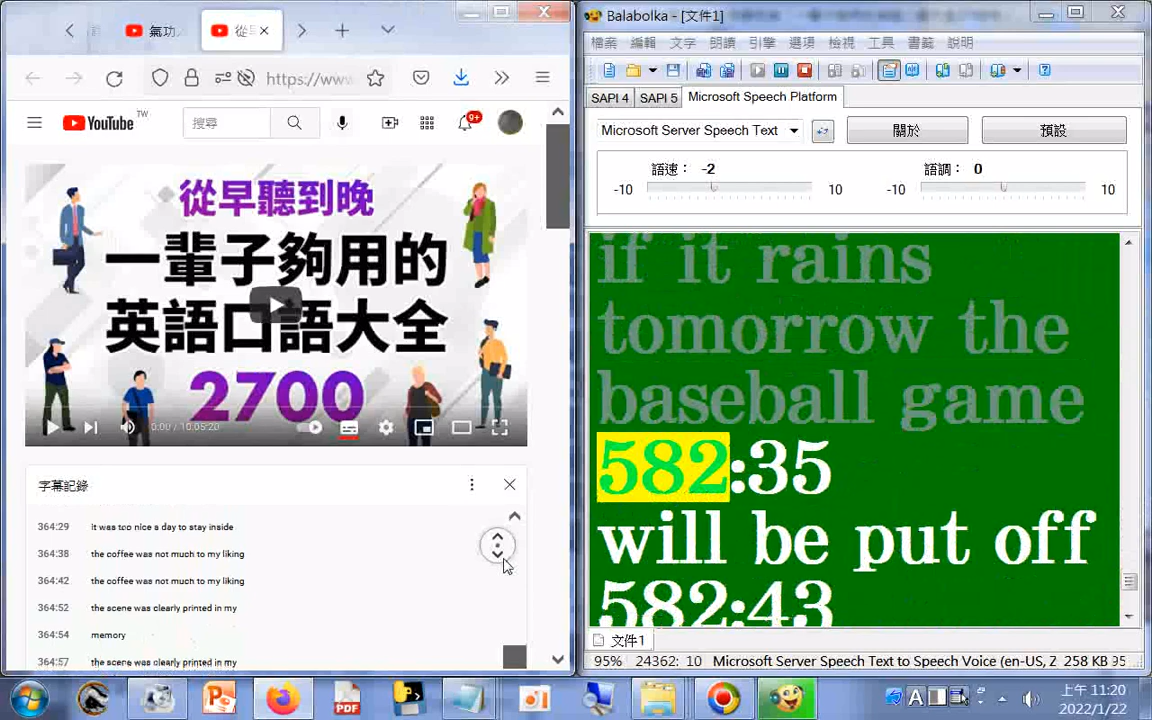 氣功
從
https://www
YouTube TW
搜尋
9+
從早聽到晚
一輩子夠用的
英語口語大全
2700
0:00 / 10:05:20
字幕記錄
364:29 it was too nice a day to stay inside
364:38 the coffee was not much to my liking
364:42 the coffee was not much to my liking
364:52 the scene was clearly printed in my
364:54 memory
364:57 the scene was clearly printed in my
Balabolka - [文件1]
檔案 編輯 文字 朗讀 引擎 選項 檢視 工具 書籤 說明
SAPI 4 SAPI 5 Microsoft Speech Platform
Microsoft Server Speech Text 關於 預設
語速： -2 語調： 0
-10 10 -10 10
if it rains
tomorrow the
baseball game
582:35
will be put off
582:43
文件1
95% 24362: 10 Microsoft Server Speech Text to Speech Voice (en-US, Z 258 KB 95
PDF
A
上午 11:20
2022/1/22